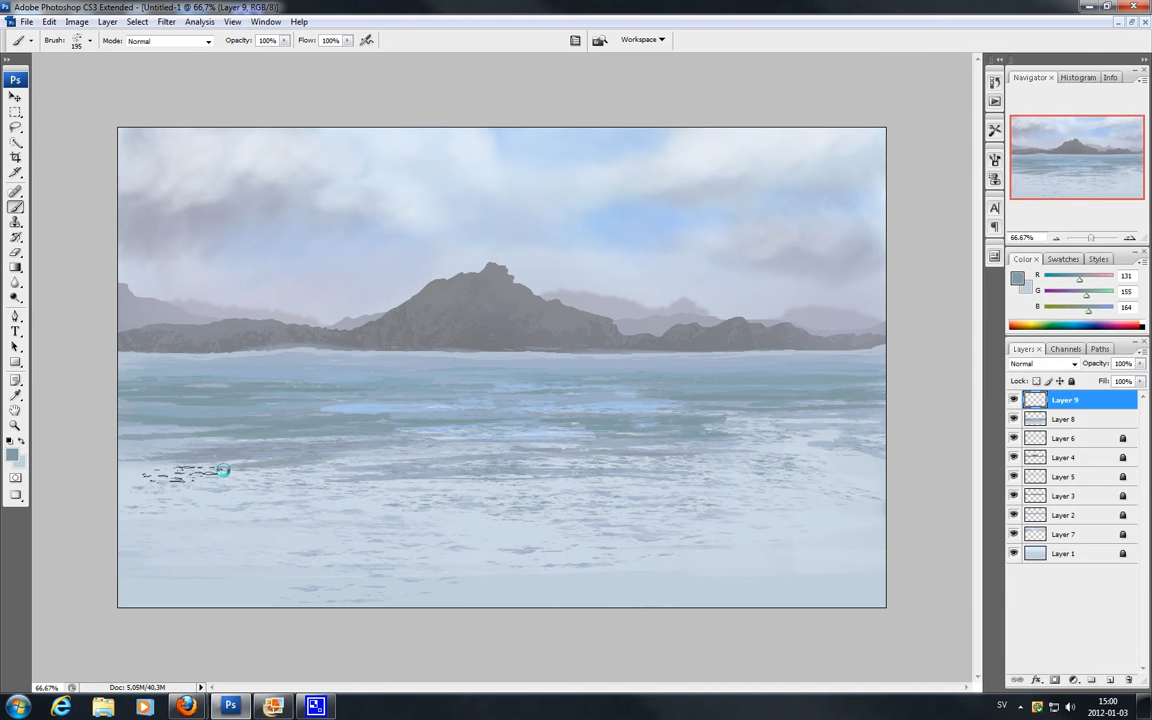 Ps Adobe Photoshop CS3 Extended - [Untitled-1 @ 66,7% (Layer 9, RGB/8)]
File Edit Image Layer Select Filter Analysis View Window Help
Brush: 195 Mode: Normal Opacity: 100% Flow: 100% Workspace
Ps
T
Navigator Histogram Info
66.67%
Color Swatches Styles
R 131
G 155
B 164
Layers Channels Paths
Normal Opacity: 100%
Lock: Fill: 100%
Layer 9
Layer 8
Layer 6
Layer 4
Layer 5
Layer 3
Layer 2
Layer 7
Layer 1
66.67% Doc: 5,05M/40,3M
Ps
SV 15:00
2012-01-03